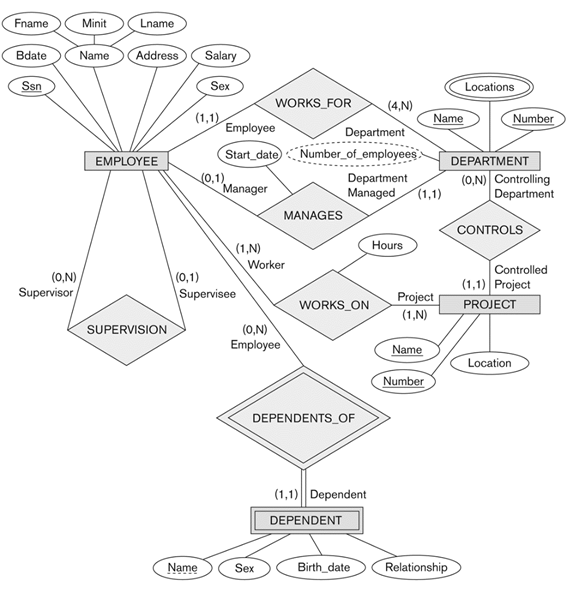 Fname
Minit
Lname
Bdate
Name
Address
Salary
Ssn
Sex
WORKS_FOR
(1,1)
Employee
(4,N)
Department
Locations
Name
Number
EMPLOYEE
Start_date
Number_of_employees
DEPARTMENT
(0,1)
Manager
MANAGES
Department
Managed
(1,1)
(0,N)
Controlling
Department
CONTROLS
(1,N)
Worker
Hours
(0,N)
Supervisor
(0,1)
Supervisee
SUPERVISION
WORKS_ON
Project
(1,N)
Controlled
Project
(1,1)
PROJECT
(0,N)
Employee
Name
Number
Location
DEPENDENTS_OF
(1,1)
Dependent
DEPENDENT
Name
Sex
Birth_date
Relationship